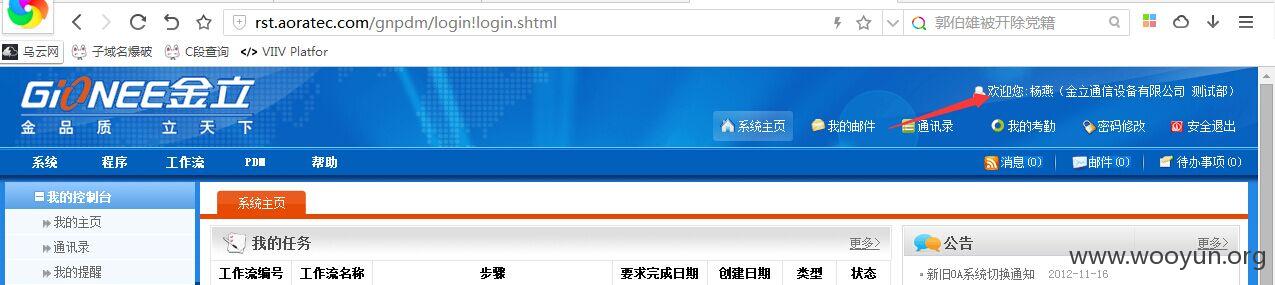 rst.aoratec.com/gnpdm/login!login.shtml
郭伯雄被开除党籍
乌云网 子域名爆破 C段查询 </> VIIV Platfor
GiONEE金立
金品质 立天下
欢迎您:杨燕（金立通信设备有限公司 测试部）
系统主页 我的邮件 通讯录 我的考勤 密码修改 安全退出
系统 程序 工作流 PDM 帮助
消息(0) 邮件(0) 待办事项(0)
我的控制台
我的主页
通讯录
我的提醒
系统主页
我的任务 更多>
工作流编号 工作流名称 步骤 要求完成日期 创建日期 类型 状态
公告 更多>
新旧OA系统切换通知 2012-11-16
www.wooyun.org